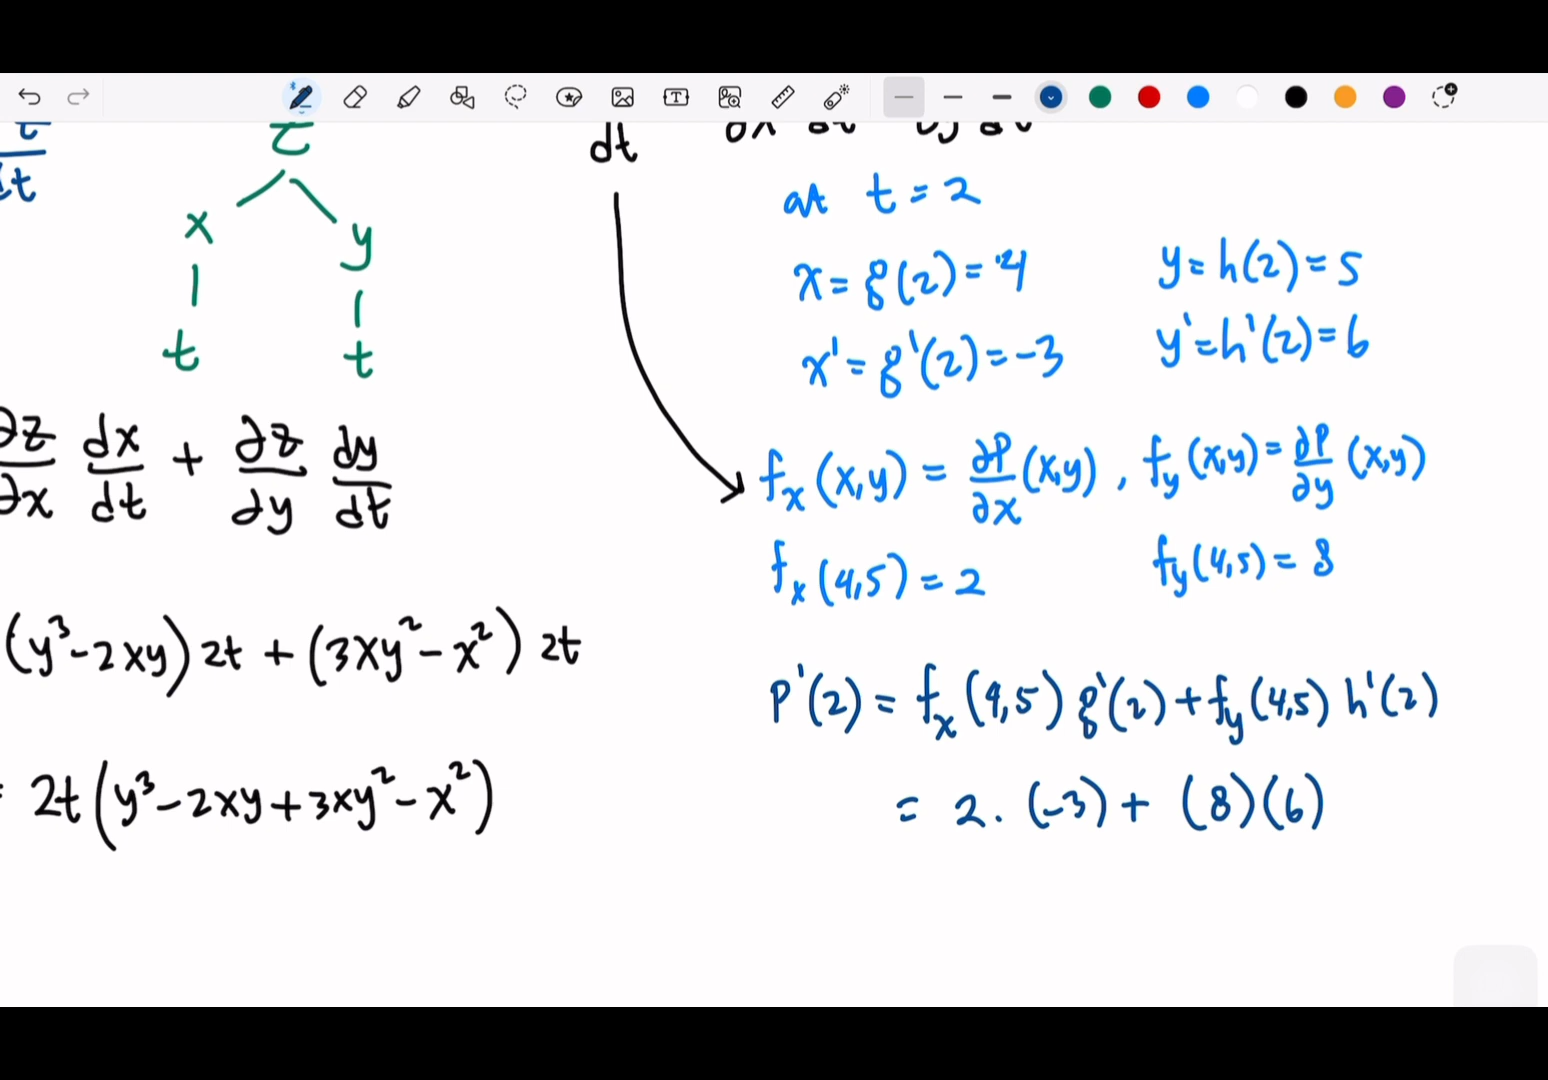 dt
at t = 2
x = g(2) = 4
y = h(2) = 5
x' = g'(2) = -3
y' = h'(2) = 6
x
y
t
t
∂z/∂x dx/dt + ∂z/∂y dy/dt
f_x (x,y) = ∂P/∂x (x,y) , f_y (x,y) = ∂P/∂y (x,y)
f_x (4,5) = 2
f_y (4,5) = 8
(y³ - 2xy) 2t + (3xy² - x²) 2t
P'(2) = f_x (4,5) g'(2) + f_y (4,5) h'(2)
= 2t (y³ - 2xy + 3xy² - x²)
= 2 . (-3) + (8)(6)